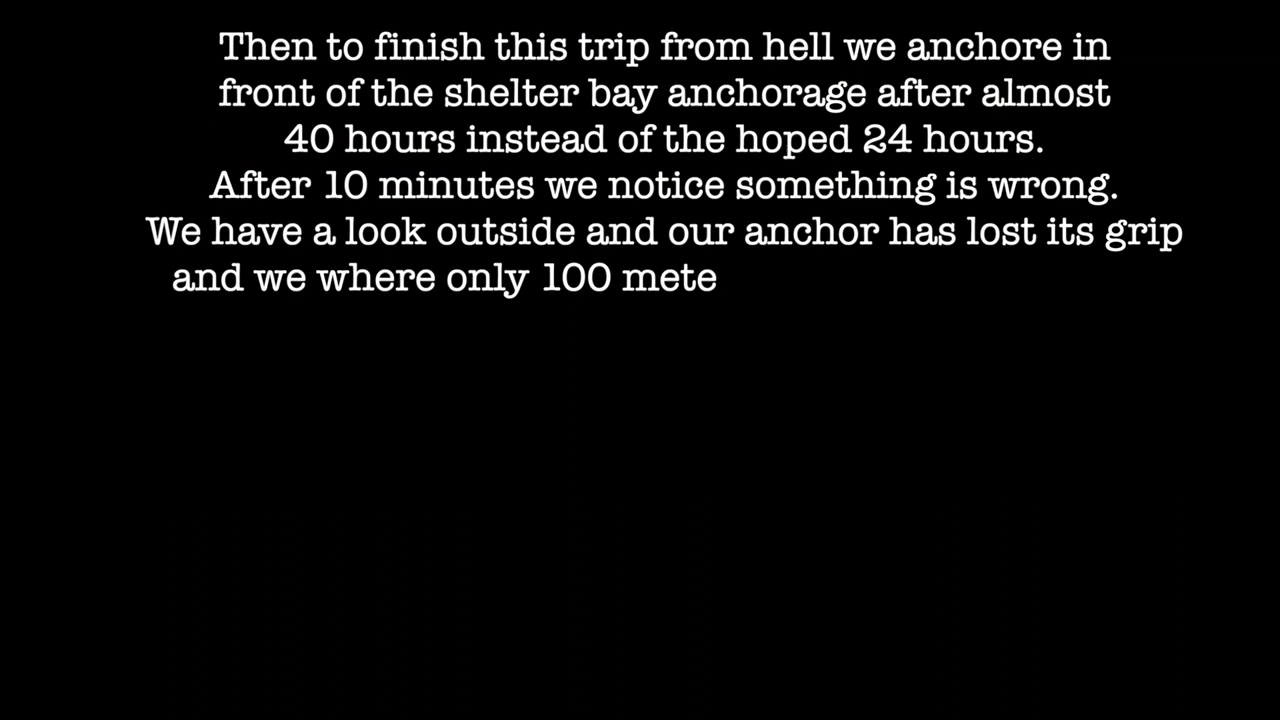 Then to finish this trip from hell we anchore in
front of the shelter bay anchorage after almost
40 hours instead of the hoped 24 hours.
After 10 minutes we notice something is wrong.
We have a look outside and our anchor has lost its grip
and we where only 100 mete